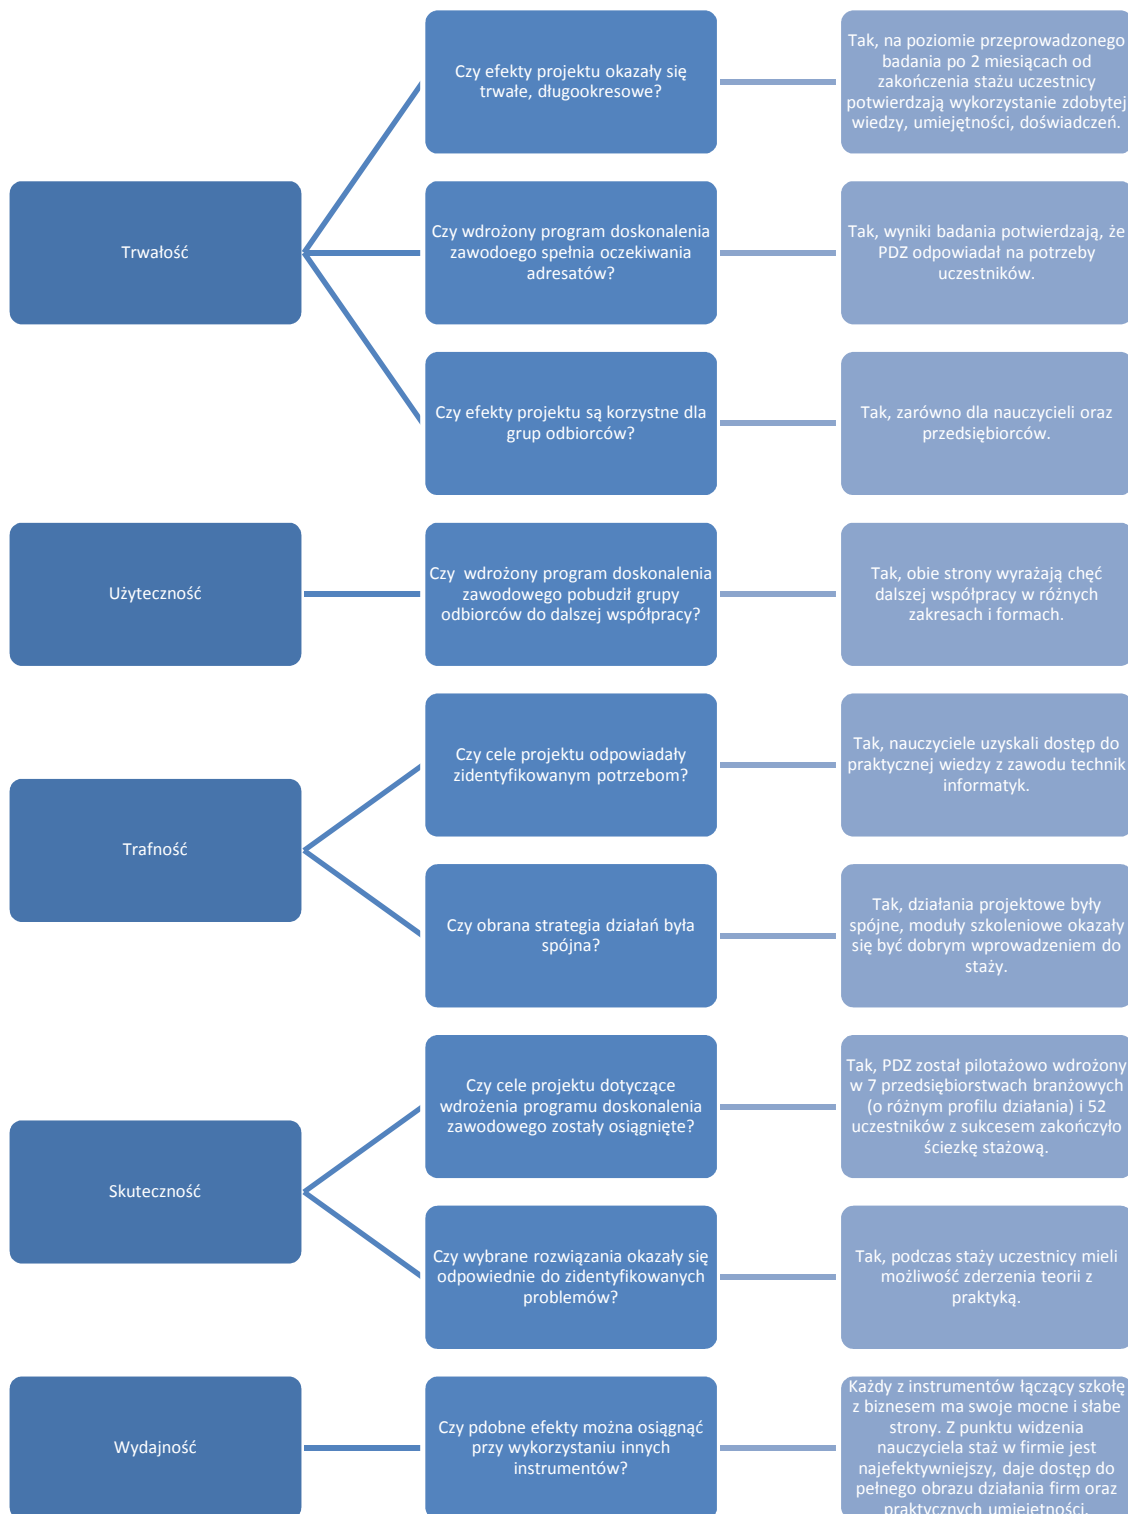 Trwałość
Czy efekty projektu okazały się
trwałe, długookresowe?
Tak, na poziomie przeprowadzonego
badania po 2 miesiącach od
zakończenia stażu uczestnicy
potwierdzają wykorzystanie zdobytej
wiedzy, umiejętności, doświadczeń.
Czy wdrożony program doskonalenia
zawodoego spełnia oczekiwania
adresatów?
Tak, wyniki badania potwierdzają, że
PDZ odpowiadał na potrzeby
uczestników.
Czy efekty projektu są korzystne dla
grup odbiorców?
Tak, zarówno dla nauczycieli oraz
przedsiębiorców.
Użyteczność
Czy wdrożony program doskonalenia
zawodowego pobudził grupy
odbiorców do dalszej współpracy?
Tak, obie strony wyrażają chęć
dalszej współpracy w różnych
zakresach i formach.
Trafność
Czy cele projektu odpowiadały
zidentyfikowanym potrzebom?
Tak, nauczyciele uzyskali dostęp do
praktycznej wiedzy z zawodu technik
informatyk.
Czy obrana strategia działań była
spójna?
Tak, działania projektowe były
spójne, moduły szkoleniowe okazały
się być dobrym wprowadzeniem do
staży.
Skuteczność
Czy cele projektu dotyczące
wdrożenia programu doskonalenia
zawodowego zostały osiągnięte?
Tak, PDZ został pilotażowo wdrożony
w 7 przedsiębiorstwach branżowych
(o różnym profilu działania) i 52
uczestników z sukcesem zakończyło
ściezkę stażową.
Czy wybrane rozwiązania okazały się
odpowiednie do zidentyfikowanych
problemów?
Tak, podczas staży uczestnicy mieli
możliwość zderzenia teorii z
praktyką.
Wydajność
Czy pdobne efekty można osiągnąć
przy wykorzystaniu innych
instrumentów?
Każdy z instrumentów łączący szkołę
z biznesem ma swoje mocne i słabe
strony. Z punktu widzenia
nauczyciela staż w firmie jest
najefektywniejszy, daje dostęp do
pełnego obrazu działania firm oraz
praktycznych umiejętności.